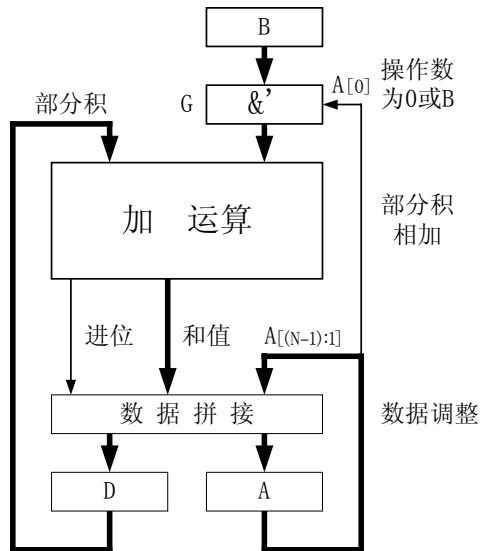 B
A[0]
操作数
为0或B
部分积
G
&'
加 运算
部分积
相加
进位
和值
A[(N-1):1]
数 据 拼 接
数据调整
D
A